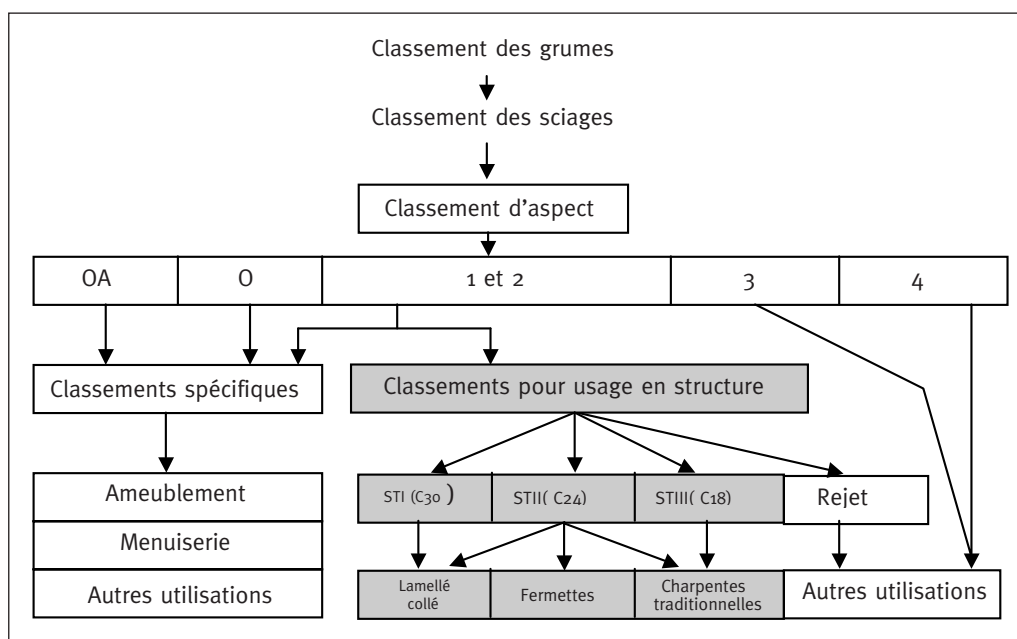 Classement des grumes
Classement des sciages
Classement d'aspect
OA O 1 et 2 3 4
Classements spécifiques Classements pour usage en structure
Ameublement STI (C30) STII( C24) STIII( C18) Rejet
Menuiserie
Autres utilisations Lamellé collé Fermettes Charpentes traditionnelles Autres utilisations